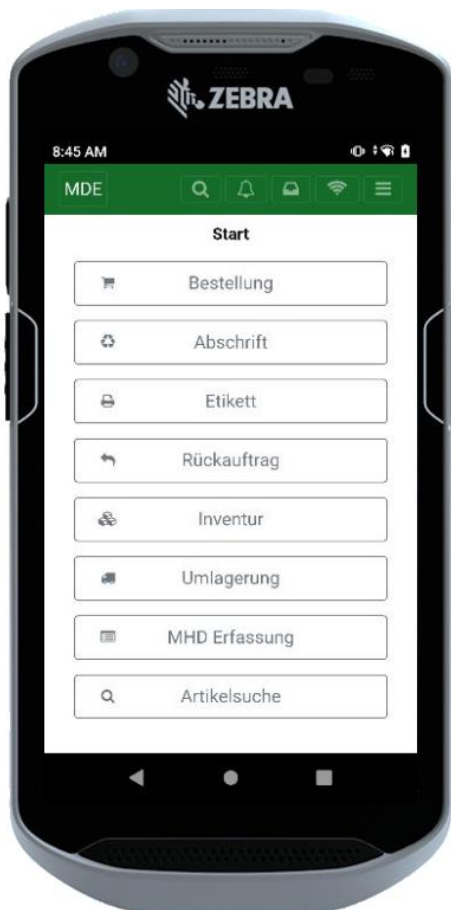 ZEBRA
8:45 AM
MDE
Start
Bestellung
Abschrift
Etikett
Rückauftrag
Inventur
Umlagerung
MHD Erfassung
Artikelsuche